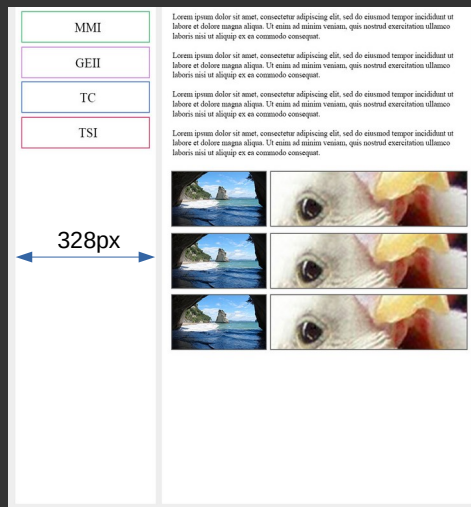 MMI
GEII
TC
TSI
328px
Lorem ipsum dolor sit amet, consectetur adipiscing elit, sed do eiusmod tempor incididunt ut
labore et dolore magna aliqua. Ut enim ad minim veniam, quis nostrud exercitation ullamco
laboris nisi ut aliquip ex ea commodo consequat.
Lorem ipsum dolor sit amet, consectetur adipiscing elit, sed do eiusmod tempor incididunt ut
labore et dolore magna aliqua. Ut enim ad minim veniam, quis nostrud exercitation ullamco
laboris nisi ut aliquip ex ea commodo consequat.
Lorem ipsum dolor sit amet, consectetur adipiscing elit, sed do eiusmod tempor incididunt ut
labore et dolore magna aliqua. Ut enim ad minim veniam, quis nostrud exercitation ullamco
laboris nisi ut aliquip ex ea commodo consequat.
Lorem ipsum dolor sit amet, consectetur adipiscing elit, sed do eiusmod tempor incididunt ut
labore et dolore magna aliqua. Ut enim ad minim veniam, quis nostrud exercitation ullamco
laboris nisi ut aliquip ex ea commodo consequat.